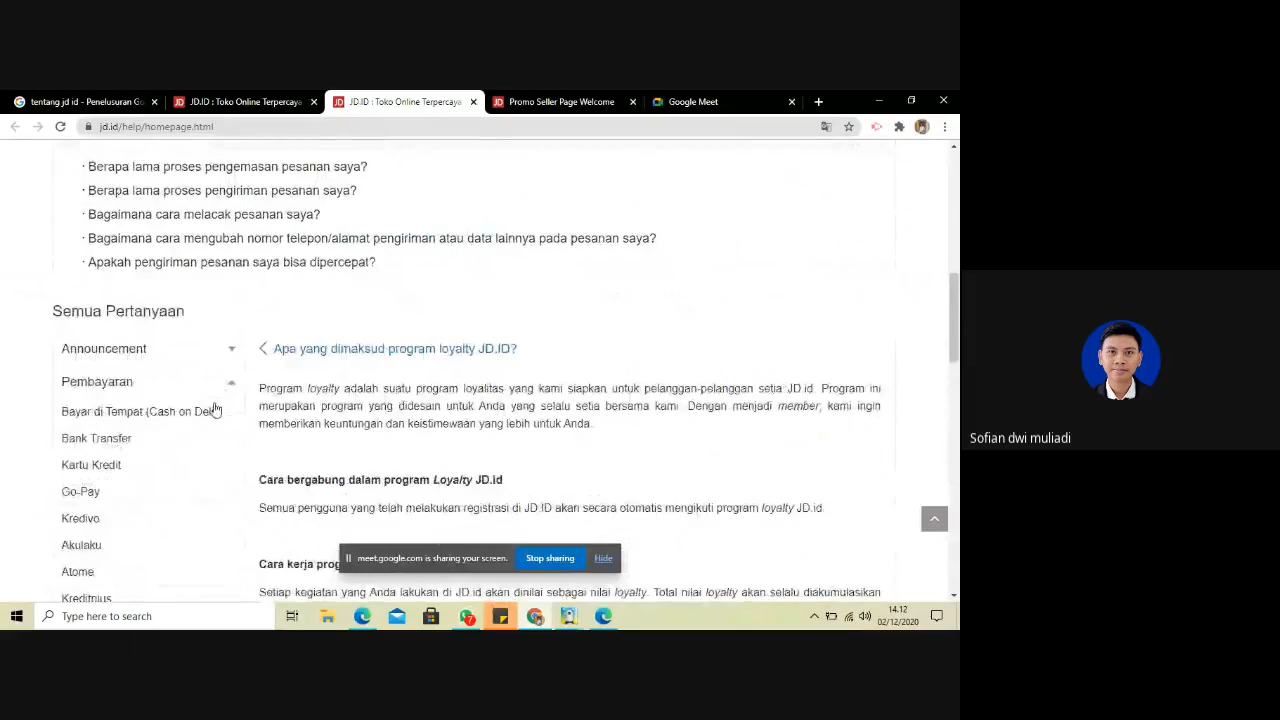 tentang jd id - Penelusuran Go
JD.ID : Toko Online Terpercaya
JD.ID : Toko Online Terpercaya
Promo Seller Page Welcome
Google Meet
jd.id/help/homepage.html
· Berapa lama proses pengemasan pesanan saya?
· Berapa lama proses pengiriman pesanan saya?
· Bagaimana cara melacak pesanan saya?
· Bagaimana cara mengubah nomor telepon/alamat pengiriman atau data lainnya pada pesanan saya?
· Apakah pengiriman pesanan saya bisa dipercepat?
Semua Pertanyaan
Announcement
Pembayaran
Bayar di Tempat (Cash on Deli
Bank Transfer
Kartu Kredit
Go-Pay
Kredivo
Akulaku
Atome
Kreditnius
Apa yang dimaksud program loyalty JD.ID?
Program loyalty adalah suatu program loyalitas yang kami siapkan untuk pelanggan-pelanggan setia JD.id. Program ini
merupakan program yang didesain untuk Anda yang selalu setia bersama kami. Dengan menjadi member, kami ingin
memberikan keuntungan dan keistimewaan yang lebih untuk Anda.
Cara bergabung dalam program Loyalty JD.id
Semua pengguna yang telah melakukan registrasi di JD.ID akan secara otomatis mengikuti program loyalty JD.id.
Cara kerja prog
Setiap kegiatan yang Anda lakukan di JD.id akan dinilai sebagai nilai loyalty. Total nilai loyalty akan selalu diakumulasikan
meet.google.com is sharing your screen.
Stop sharing
Hide
Type here to search
7
14.12
02/12/2020
Sofian dwi muliadi